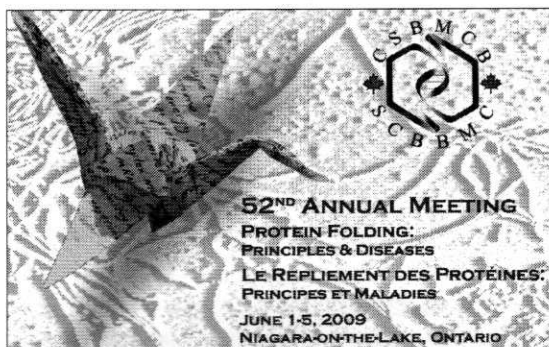 CSBMCB
SCBBMC
52ND ANNUAL MEETING
PROTEIN FOLDING:
PRINCIPLES & DISEASES
LE REPLIEMENT DES PROTÉINES:
PRINCIPES ET MALADIES
JUNE 1-5, 2009
NIAGARA-ON-THE-LAKE, ONTARIO